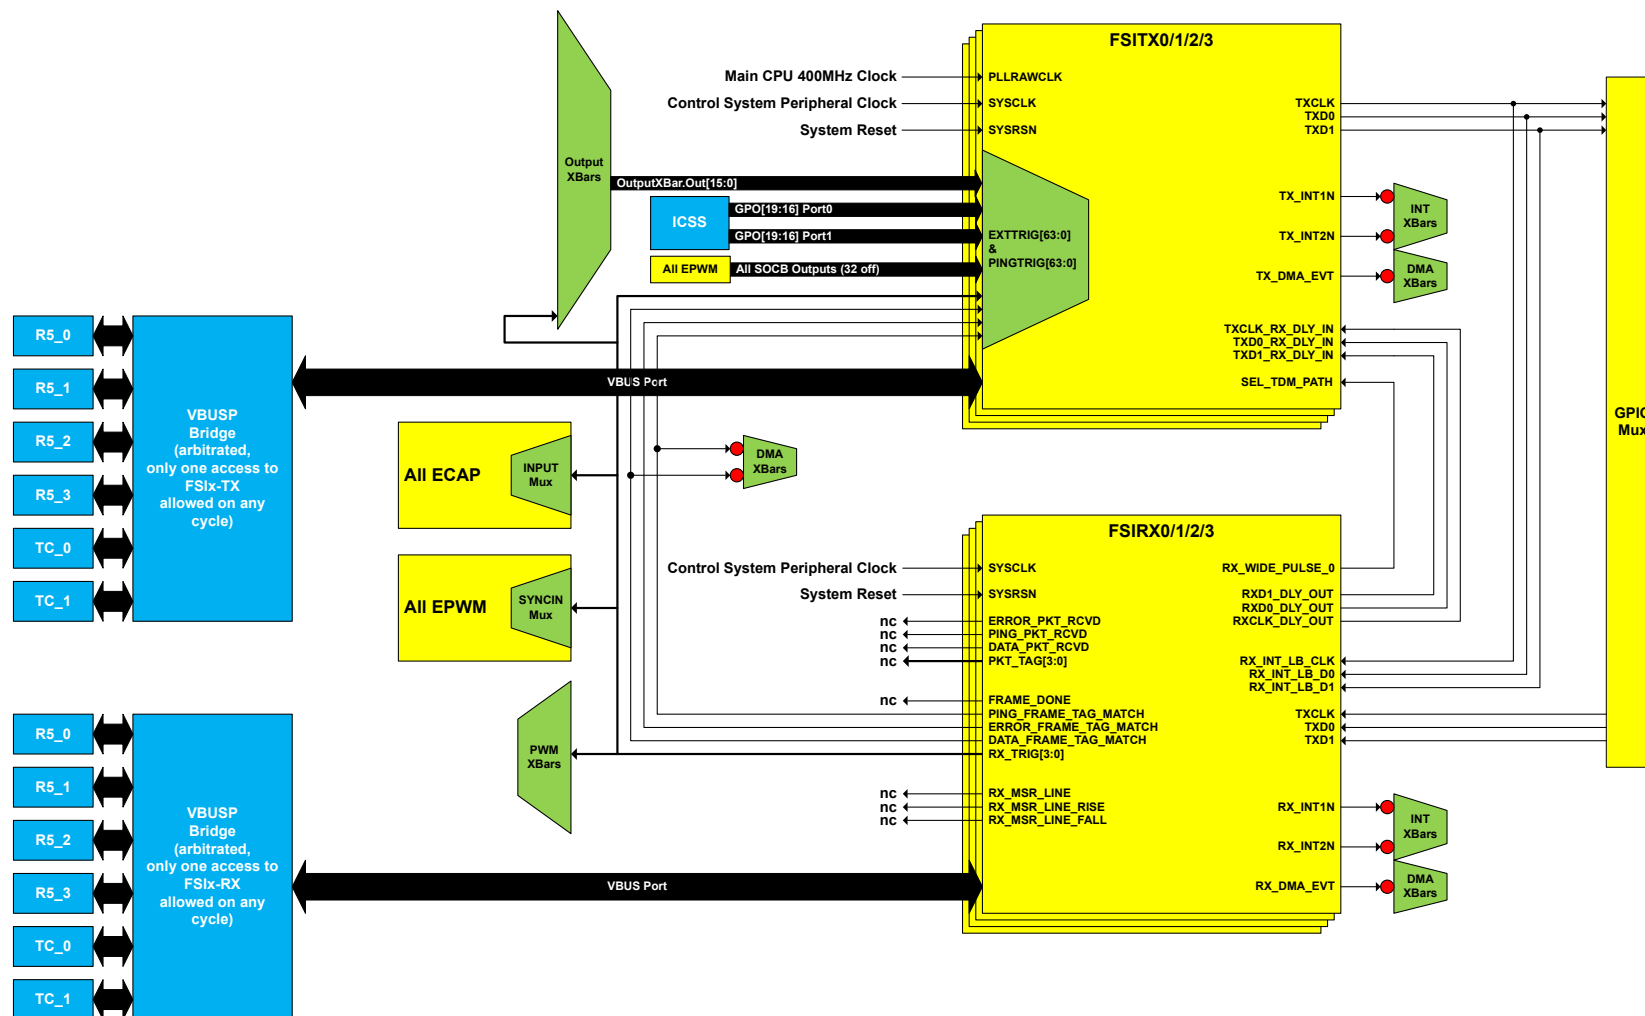 FSITX0/1/2/3
Main CPU 400MHz Clock
PLLRAWCLK
Control System Peripheral Clock
SYSCLK
System Reset
SYSRSN
TXCLK
TXD0
TXD1
Output
XBars
OutputXBar.Out[15:0]
ICSS
GPO[19:16] Port0
GPO[19:16] Port1
All EPWM
All SOCB Outputs (32 off)
EXTTRIG[63:0]
&
PINGTRIG[63:0]
TX_INT1N
TX_INT2N
INT
XBars
TX_DMA_EVT
DMA
XBars
TXCLK_RX_DLY_IN
TXD0_RX_DLY_IN
TXD1_RX_DLY_IN
SEL_TDM_PATH
GPIO
Mux
R5_0
R5_1
R5_2
R5_3
TC_0
TC_1
VBUSP
Bridge
(arbitrated,
only one access to
FSIx-TX
allowed on any
cycle)
VBUS Port
All ECAP
INPUT
Mux
DMA
XBars
All EPWM
SYNCIN
Mux
PWM
XBars
FSIRX0/1/2/3
Control System Peripheral Clock
SYSCLK
System Reset
SYSRSN
nc
ERROR_PKT_RCVD
nc
PING_PKT_RCVD
nc
DATA_PKT_RCVD
nc
PKT_TAG[3:0]
nc
FRAME_DONE
PING_FRAME_TAG_MATCH
ERROR_FRAME_TAG_MATCH
DATA_FRAME_TAG_MATCH
RX_TRIG[3:0]
nc
RX_MSR_LINE
nc
RX_MSR_LINE_RISE
nc
RX_MSR_LINE_FALL
RX_WIDE_PULSE_0
RXD1_DLY_OUT
RXD0_DLY_OUT
RXCLK_DLY_OUT
RX_INT_LB_CLK
RX_INT_LB_D0
RX_INT_LB_D1
TXCLK
TXD0
TXD1
RX_INT1N
RX_INT2N
INT
XBars
RX_DMA_EVT
DMA
XBars
R5_0
R5_1
R5_2
R5_3
TC_0
TC_1
VBUSP
Bridge
(arbitrated,
only one access to
FSIx-RX
allowed on any
cycle)
VBUS Port